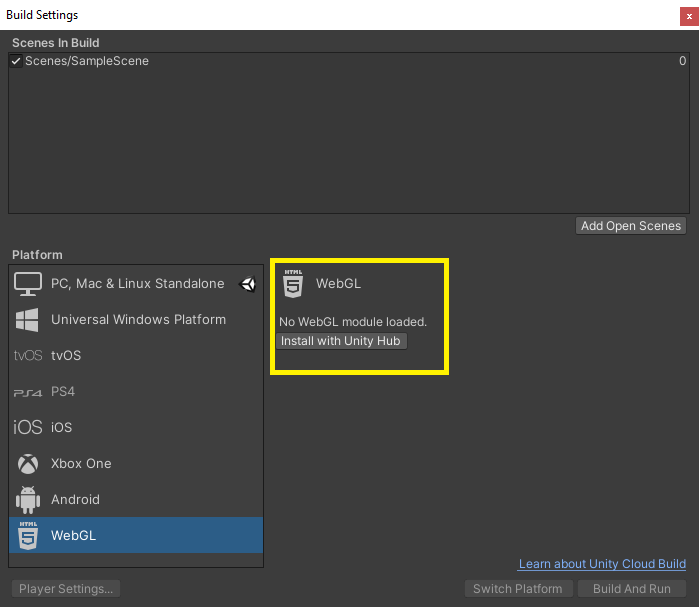 Build Settings
x
Scenes In Build
Scenes/SampleScene 0
Add Open Scenes
Platform
PC, Mac & Linux Standalone
Universal Windows Platform
tvOS tvOS
PS4 PS4
iOS iOS
Xbox One
Android
HTML 5 WebGL
HTML 5 WebGL
No WebGL module loaded.
Install with Unity Hub
Learn about Unity Cloud Build
Player Settings... Switch Platform Build And Run